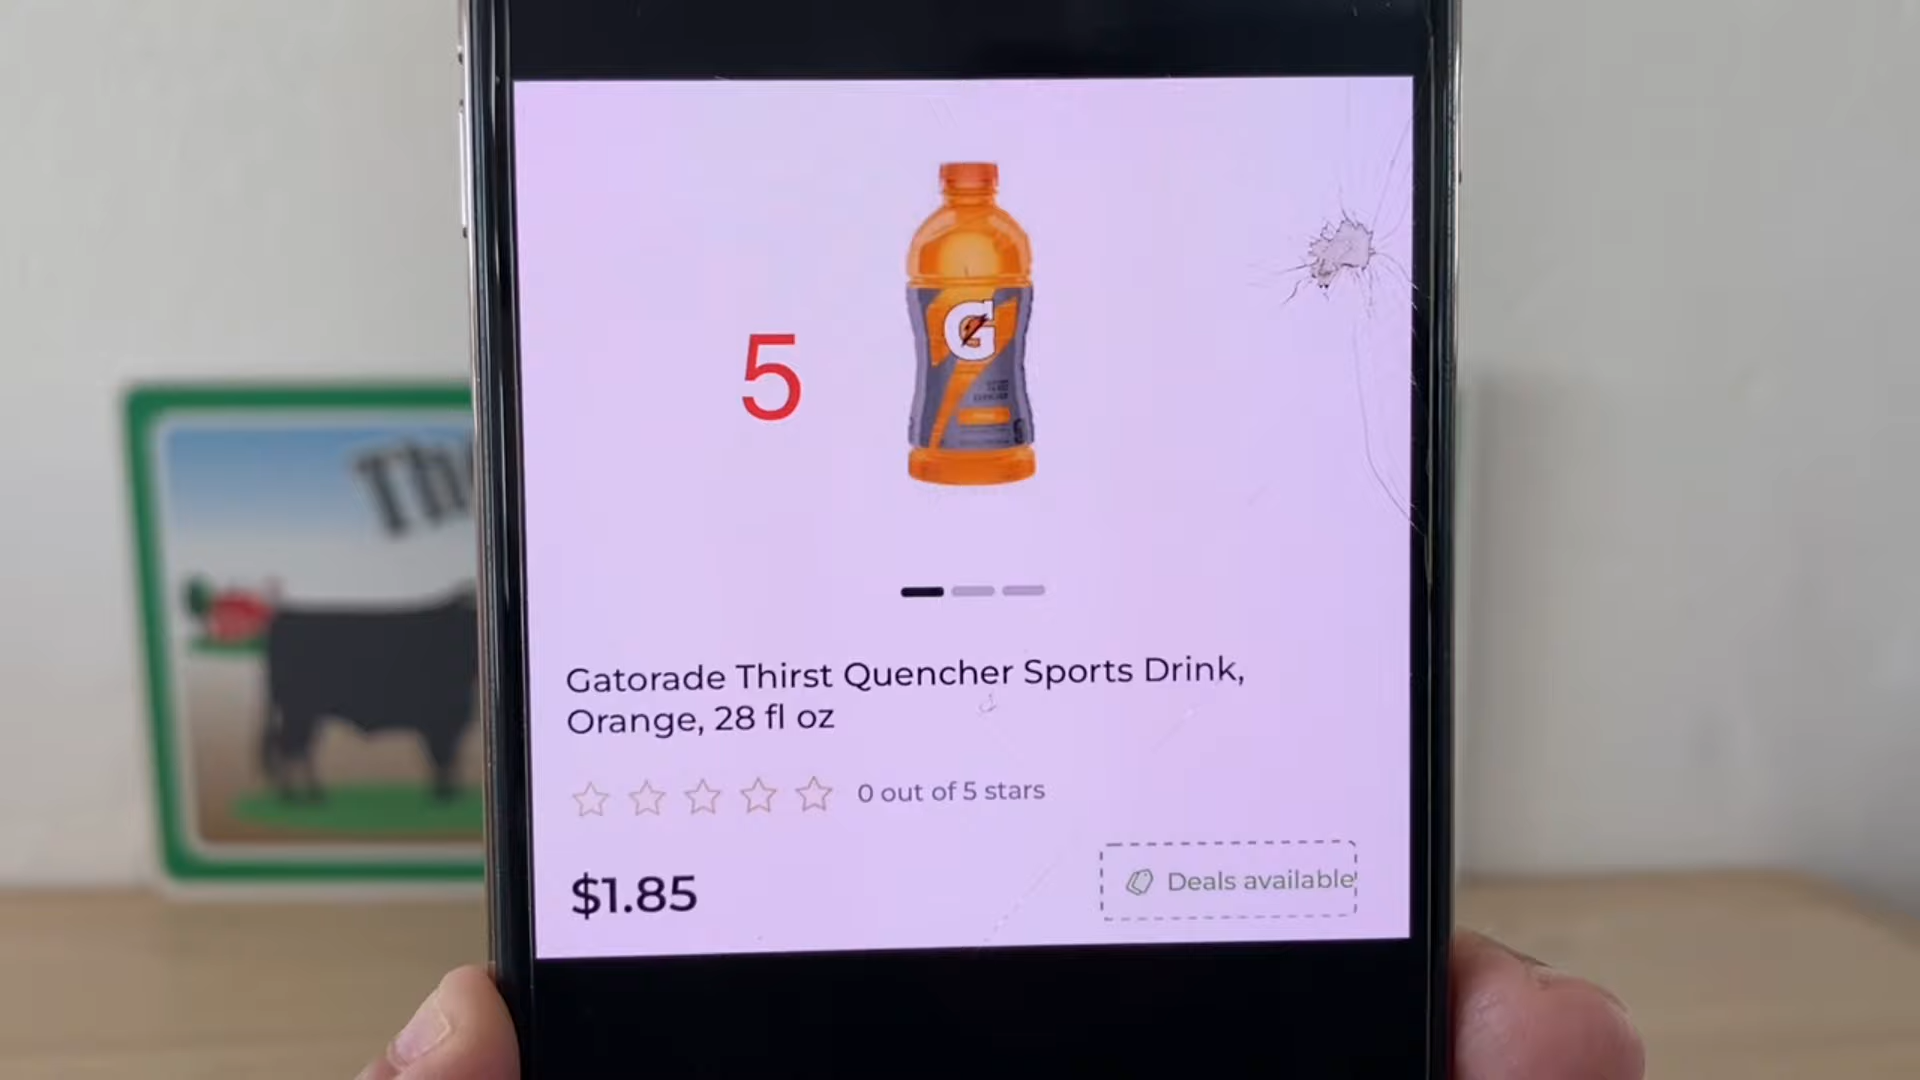 5
G
Gatorade Thirst Quencher Sports Drink,
Orange, 28 fl oz
0 out of 5 stars
$1.85
Deals available
Th